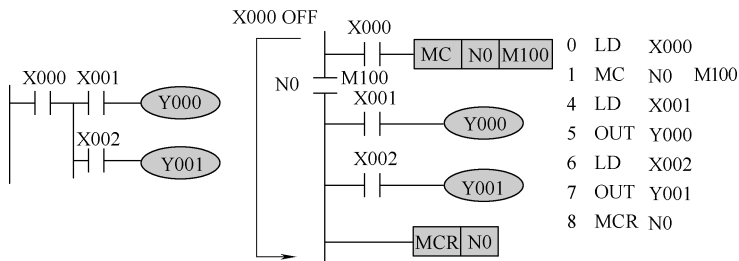 X000 X001
Y000
X002
Y001
X000 OFF
X000
MC N0 M100
N0 M100
X001
Y000
X002
Y001
MCR N0
0 LD X000
1 MC N0 M100
4 LD X001
5 OUT Y000
6 LD X002
7 OUT Y001
8 MCR N0